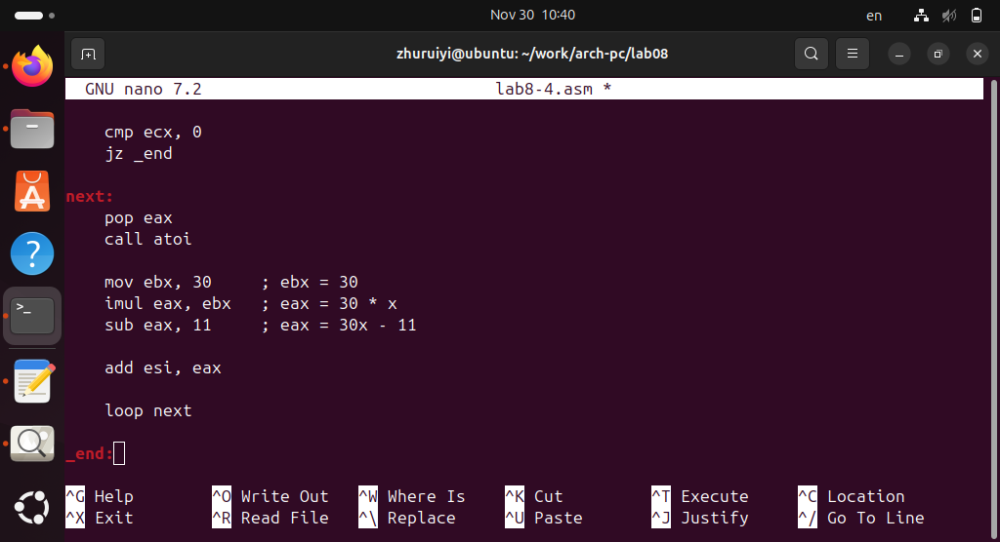 Nov 30 10:40
en
zhuruiyi@ubuntu: ~/work/arch-pc/lab08
GNU nano 7.2 lab8-4.asm *
cmp ecx, 0
jz _end
next:
pop eax
call atoi
mov ebx, 30 ; ebx = 30
imul eax, ebx ; eax = 30 * x
sub eax, 11 ; eax = 30x - 11
add esi, eax
loop next
_end:
^G Help ^O Write Out ^W Where Is ^K Cut ^T Execute ^C Location
^X Exit ^R Read File ^\ Replace ^U Paste ^J Justify ^/ Go To Line